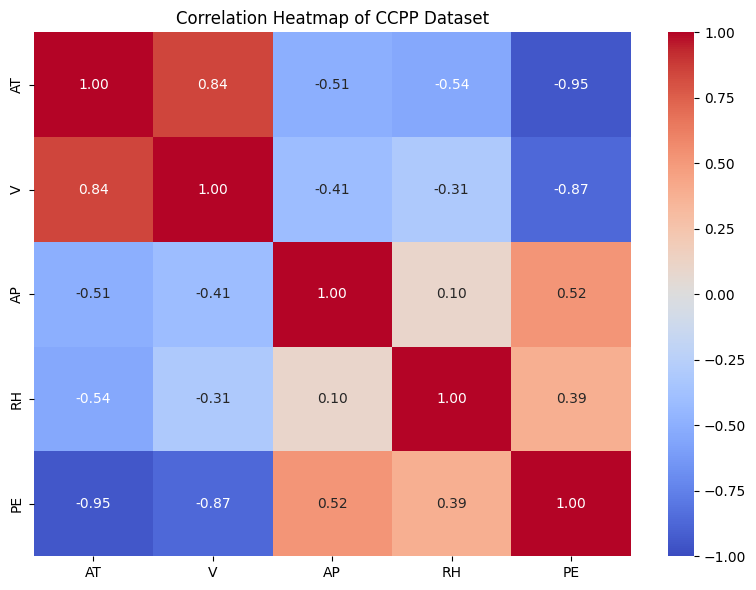 Correlation Heatmap of CCPP Dataset
AT 1.00 0.84 -0.51 -0.54 -0.95
V 0.84 1.00 -0.41 -0.31 -0.87
AP -0.51 -0.41 1.00 0.10 0.52
RH -0.54 -0.31 0.10 1.00 0.39
PE -0.95 -0.87 0.52 0.39 1.00
AT V AP RH PE
1.00
0.75
0.50
0.25
0.00
−0.25
−0.50
−0.75
−1.00